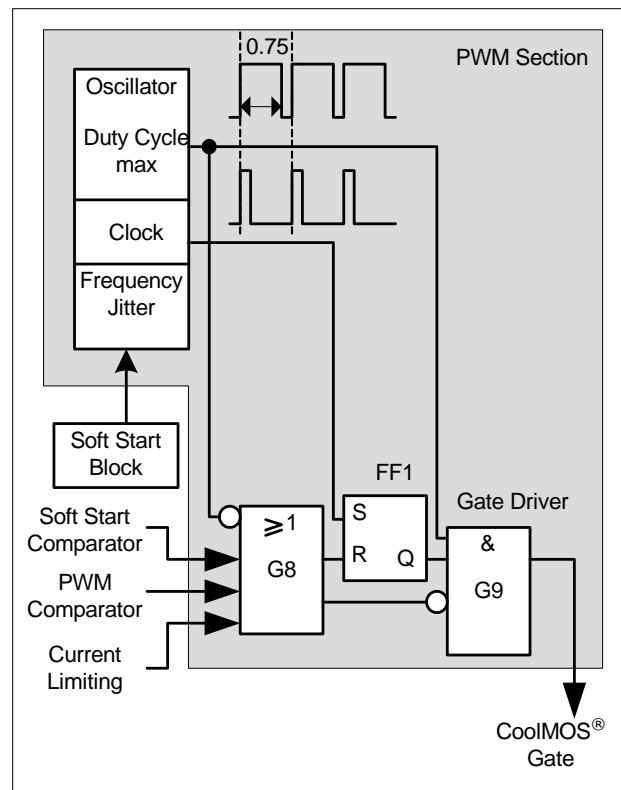 0.75
PWM Section
Oscillator
Duty Cycle
max
Clock
Frequency
Jitter
Soft Start
Block
FF1
Gate Driver
Soft Start
Comparator
PWM
Comparator
Current
Limiting
≥1
G8
S
R
Q
&
G9
CoolMOS®
Gate